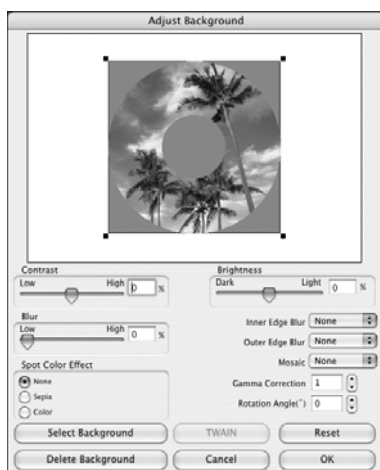 Adjust Background
Contrast
Low High 0 %
Brightness
Dark Light 0 %
Blur
Low High 0 %
Inner Edge Blur None
Outer Edge Blur None
Mosaic None
Spot Color Effect
None
Sepia
Color
Gamma Correction 1
Rotation Angle(°) 0
Select Background TWAIN Reset
Delete Background Cancel OK